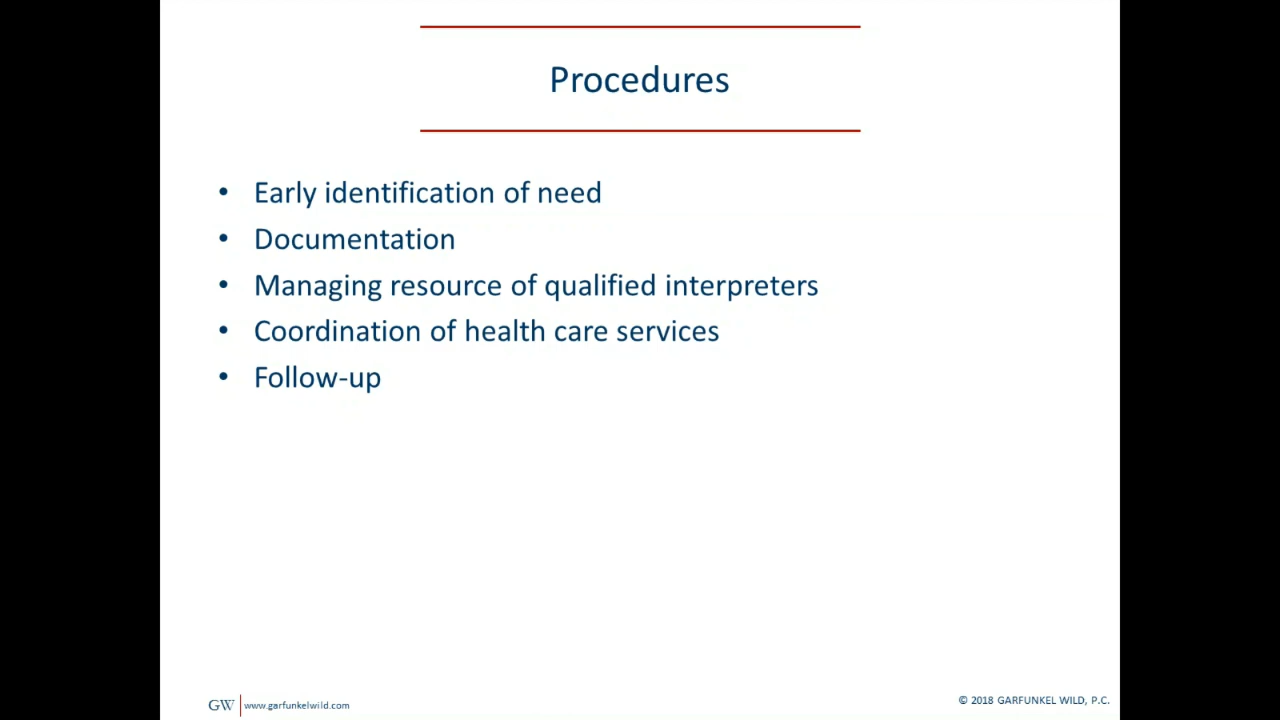 Procedures
• Early identification of need
• Documentation
• Managing resource of qualified interpreters
• Coordination of health care services
• Follow-up
GW www.garfunkelwild.com
© 2018 GARFUNKEL WILD, P.C.